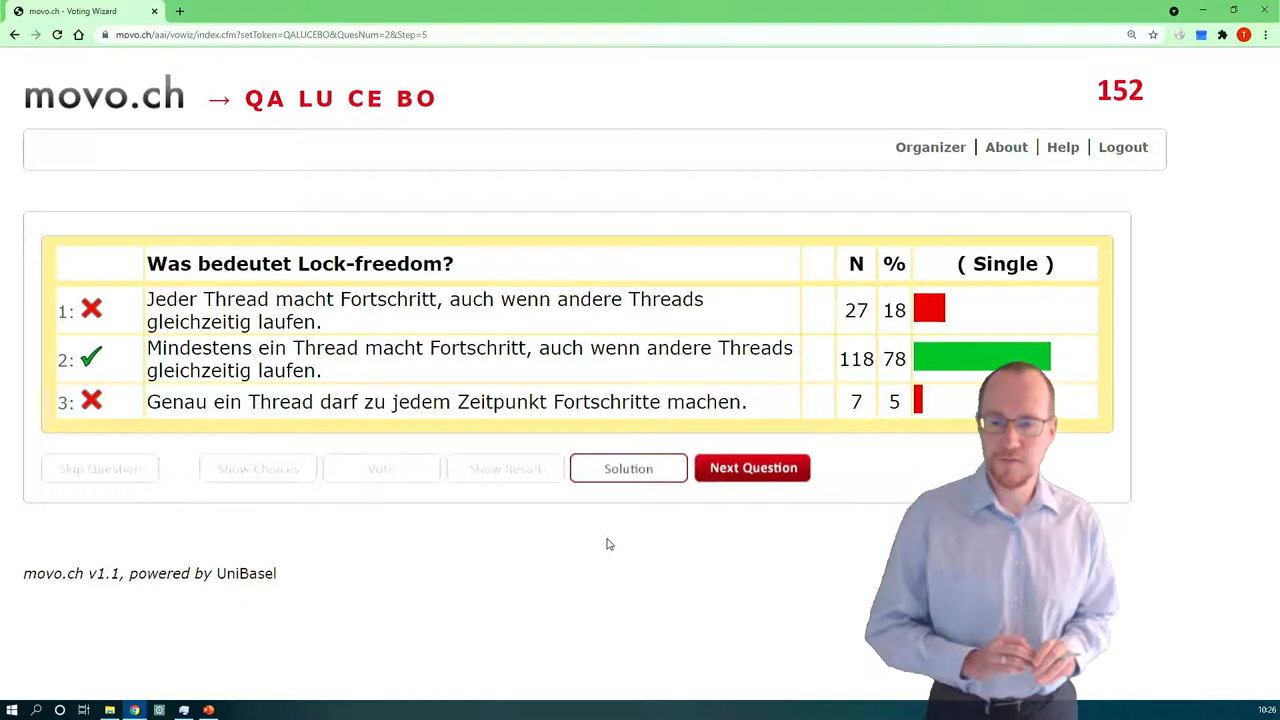 movo.ch - Voting Wizard
movo.ch/aai/vowiz/index.cfm?setToken=QALUCEBO&QuesNum=2&Step=5
T
movo.ch → QA LU CE BO
152
Organizer | About | Help | Logout
Was bedeutet Lock-freedom? N % ( Single )
1: Jeder Thread macht Fortschritt, auch wenn andere Threads
gleichzeitig laufen. 27 18
2: Mindestens ein Thread macht Fortschritt, auch wenn andere Threads
gleichzeitig laufen. 118 78
3: Genau ein Thread darf zu jedem Zeitpunkt Fortschritte machen. 7 5
Skip Question Show Choices Vote Show Result Solution Next Question
movo.ch v1.1, powered by UniBasel
10:26